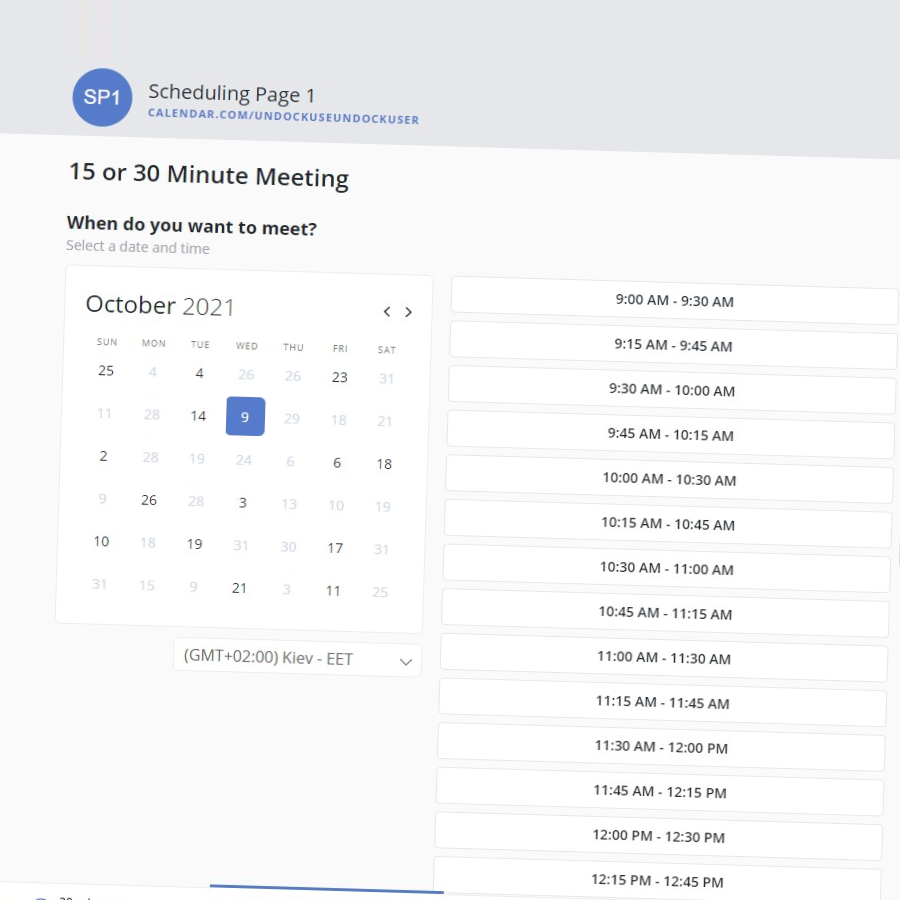 SP1
Scheduling Page 1
CALENDAR.COM/UNDOCKUSEUNDOCKUSER
15 or 30 Minute Meeting
When do you want to meet?
Select a date and time
October 2021
SUN MON TUE WED THU FRI SAT
25 4 4 26 26 23 31
11 28 14 9 29 18 21
2 28 19 24 6 6 18
9 26 28 3 13 10 19
10 18 19 31 30 17 31
31 15 9 21 3 11 25
(GMT+02:00) Kiev - EET
9:00 AM - 9:30 AM
9:15 AM - 9:45 AM
9:30 AM - 10:00 AM
9:45 AM - 10:15 AM
10:00 AM - 10:30 AM
10:15 AM - 10:45 AM
10:30 AM - 11:00 AM
10:45 AM - 11:15 AM
11:00 AM - 11:30 AM
11:15 AM - 11:45 AM
11:30 AM - 12:00 PM
11:45 AM - 12:15 PM
12:00 PM - 12:30 PM
12:15 PM - 12:45 PM